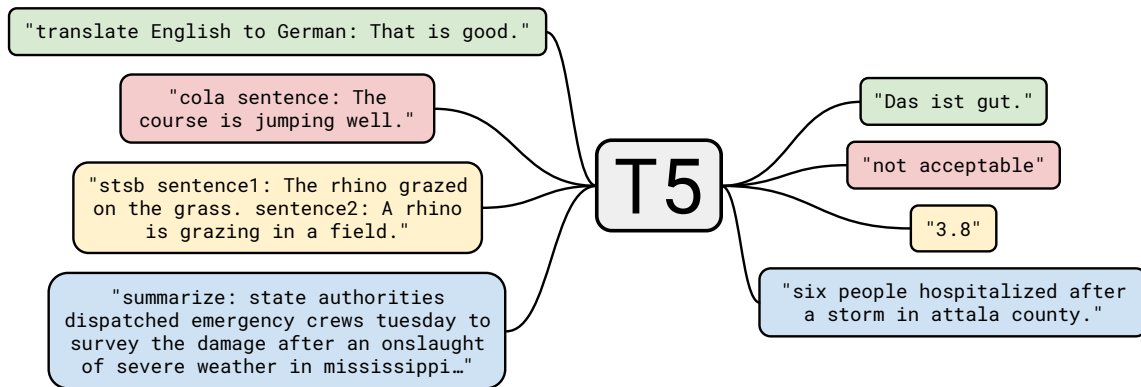 "translate English to German: That is good."
"cola sentence: The
course is jumping well."
"stsb sentence1: The rhino grazed
on the grass. sentence2: A rhino
is grazing in a field."
"summarize: state authorities
dispatched emergency crews tuesday to
survey the damage after an onslaught
of severe weather in mississippi…"
T5
"Das ist gut."
"not acceptable"
"3.8"
"six people hospitalized after
a storm in attala county."